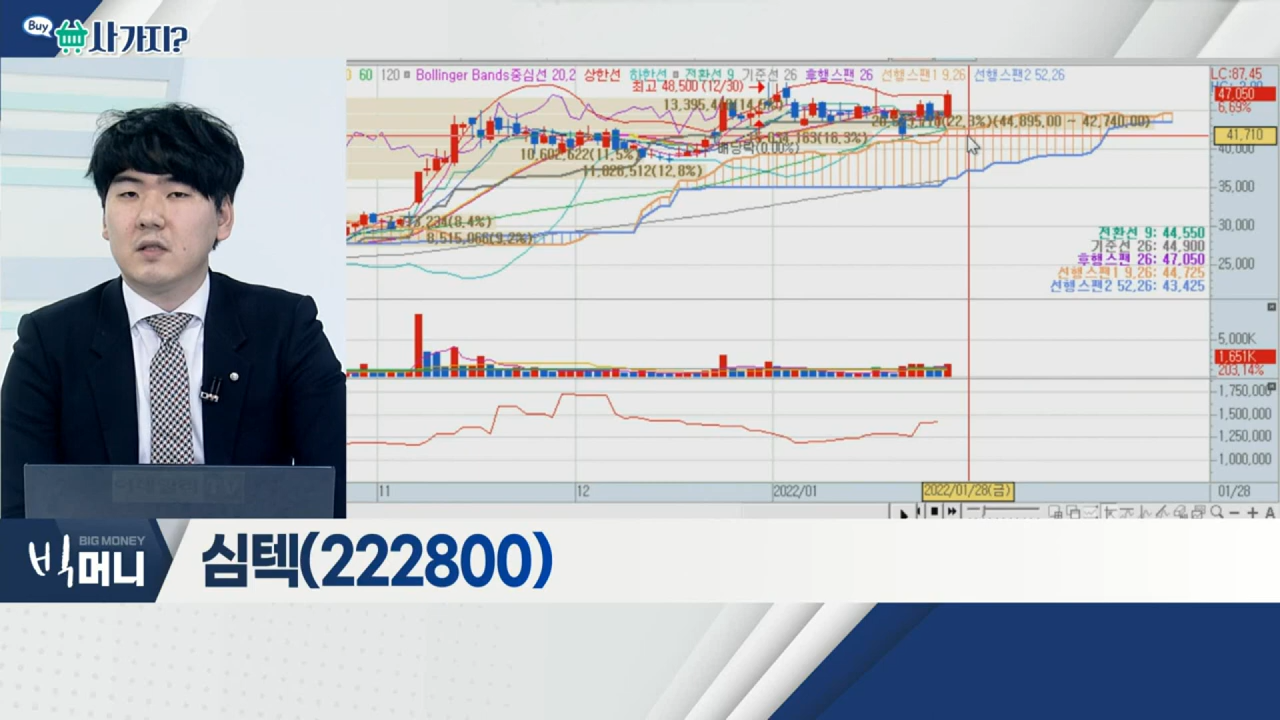 Buy 사가지?
60 120 Bollinger Bands중심선 20,2 상한선 하한선 전환선 9 기준선 26 후행스팬 26 선행스팬1 9,26 선행스팬2 52,26
LC:87.45
최고 48,500 (12/30)
47,050
6.69%
(44,895.00 ~ 42,740.00)
41,710
배당락(0.00%)
10,602,622(11.5%)
40,000
11,028,512(12,8%)
35,000
30,000
8,515,066(9.2%)
전환선 9: 44,550
기준선 26: 44,900
후행스팬 26: 47,050
25,000
선행스팬1 9,26: 44,725
선행스팬2 52,26: 43,425
5,000K
1,651K
203.14%
1,750,000
1,500,000
1,250,000
1,000,000
11 12 2022/01 2022/01/28(금) 01/28
BIG MONEY
빅머니 심텍(222800)